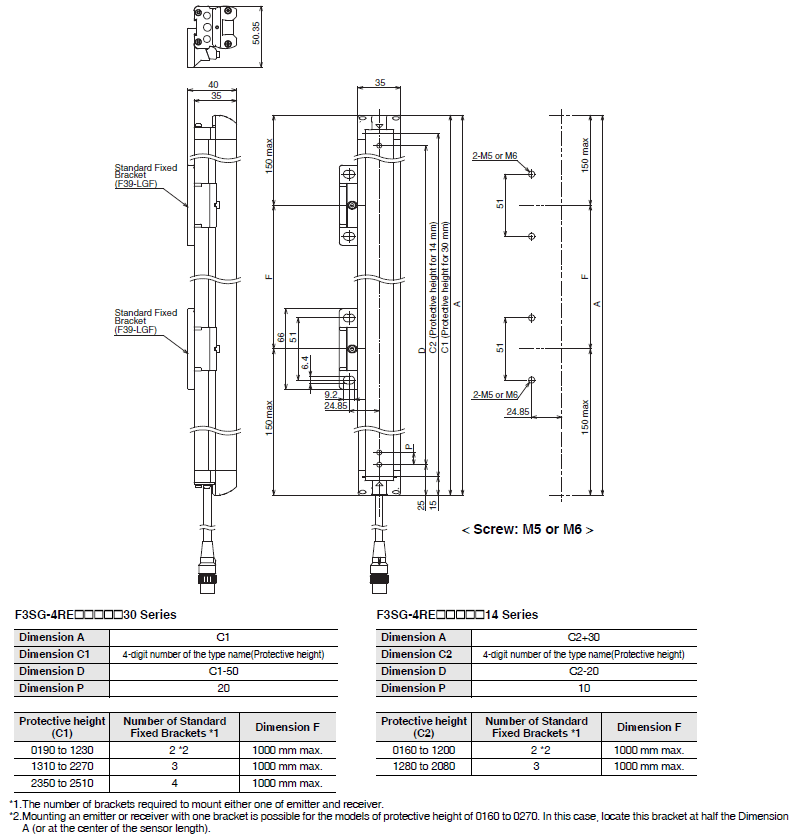 50.35
40
35
35
150 max
Standard Fixed
Bracket
(F39-LGF)
2-M5 or M6
150 max
51
F
C2 (Protective height for 14 mm)
C1 (Protective height for 30 mm)
A
F
A
Standard Fixed
Bracket
(F39-LGF)
66
51
6.4
D
51
9.2
24.85
2-M5 or M6
24.85
150 max
P
150 max
25
15
< Screw: M5 or M6 >
F3SG-4RE□□□□□30 Series
Dimension A C1
Dimension C1 4-digit number of the type name(Protective height)
Dimension D C1-50
Dimension P 20
Protective height (C1) Number of Standard Fixed Brackets *1 Dimension F
0190 to 1230 2 *2 1000 mm max.
1310 to 2270 3 1000 mm max.
2350 to 2510 4 1000 mm max.
F3SG-4RE□□□□□14 Series
Dimension A C2+30
Dimension C2 4-digit number of the type name(Protective height)
Dimension D C2-20
Dimension P 10
Protective height (C2) Number of Standard Fixed Brackets *1 Dimension F
0160 to 1200 2 *2 1000 mm max.
1280 to 2080 3 1000 mm max.
*1.The number of brackets required to mount either one of emitter and receiver.
*2.Mounting an emitter or receiver with one bracket is possible for the models of protective height of 0160 to 0270. In this case, locate this bracket at half the Dimension
A (or at the center of the sensor length).